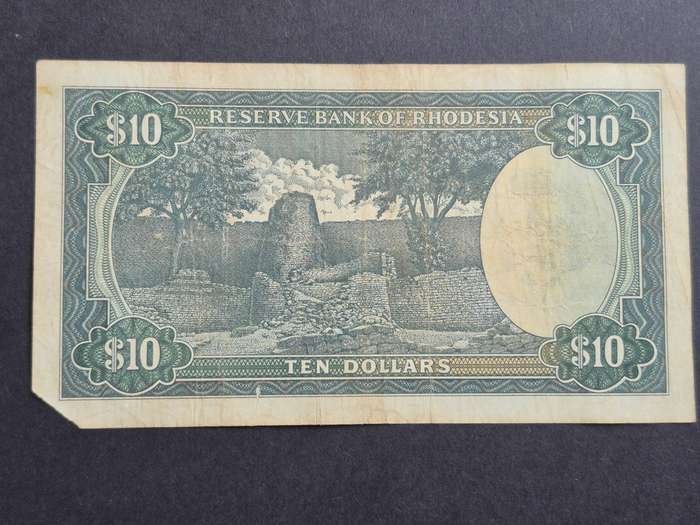 $10 RESERVE BANK OF RHODESIA $10
$10 TEN DOLLARS $10